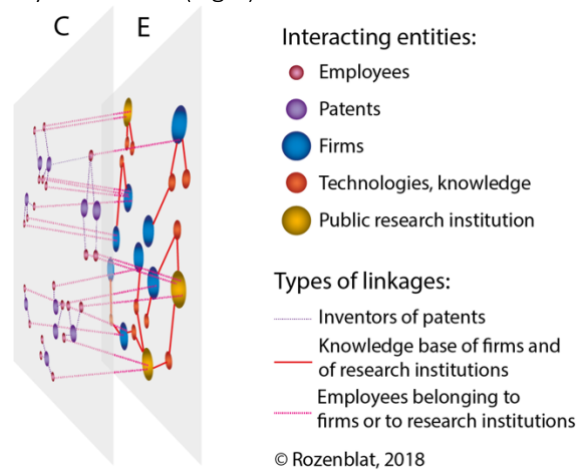 C E
Interacting entities:
Employees
Patents
Firms
Technologies, knowledge
Public research institution
Types of linkages:
Inventors of patents
Knowledge base of firms and
of research institutions
Employees belonging to
firms or to research institutions
© Rozenblat, 2018